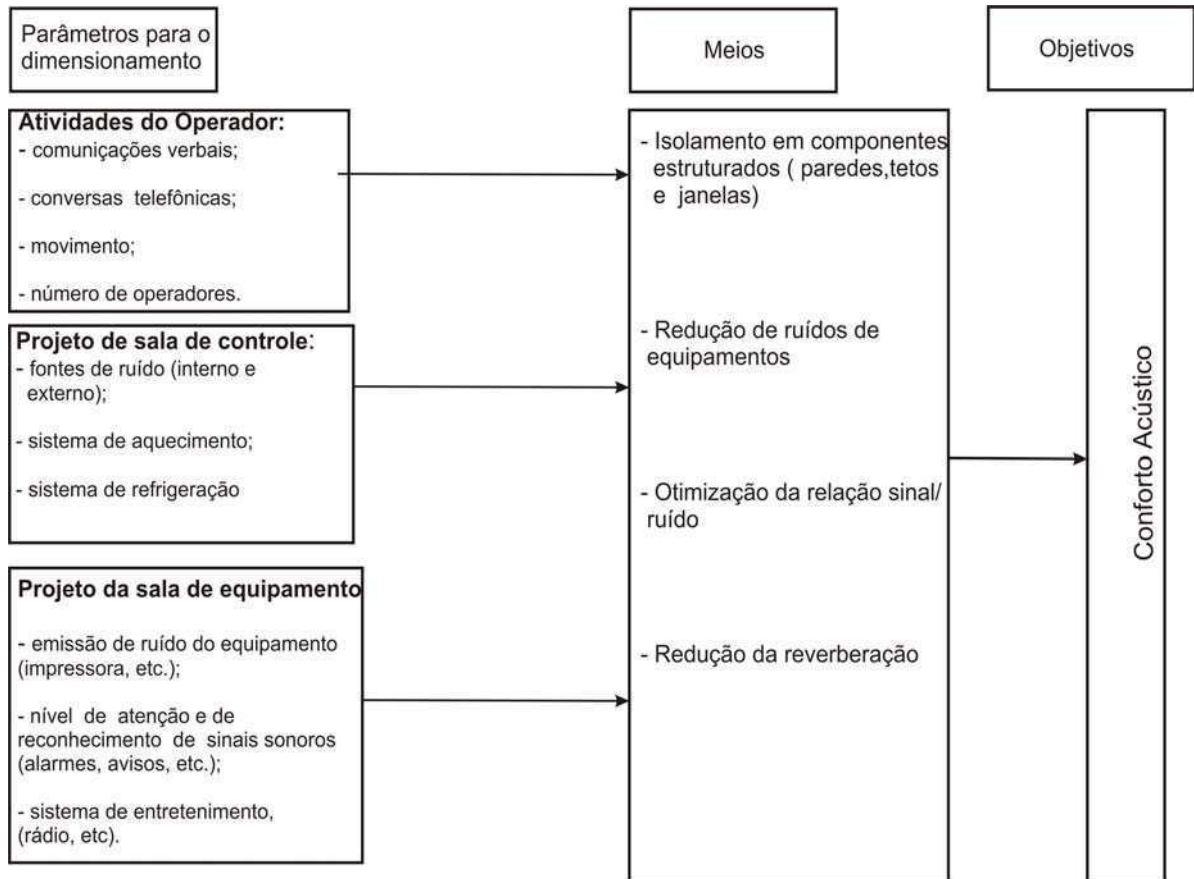 Parâmetros para o
dimensionamento
Meios
Objetivos
Atividades do Operador:
- comuniçações verbais;
- conversas telefônicas;
- movimento;
- número de operadores.
Projeto de sala de controle:
- fontes de ruído (interno e
externo);
- sistema de aquecimento;
- sistema de refrigeração
Projeto da sala de equipamento
- emissão de ruído do equipamento
(impressora, etc.);
- nível de atenção e de
reconhecimento de sinais sonoros
(alarmes, avisos, etc.);
- sistema de entretenimento,
(rádio, etc).
- Isolamento em componentes
estruturados ( paredes,tetos
e janelas)
- Redução de ruídos de
equipamentos
- Otimização da relação sinal/
ruído
- Redução da reverberação
Conforto Acústico